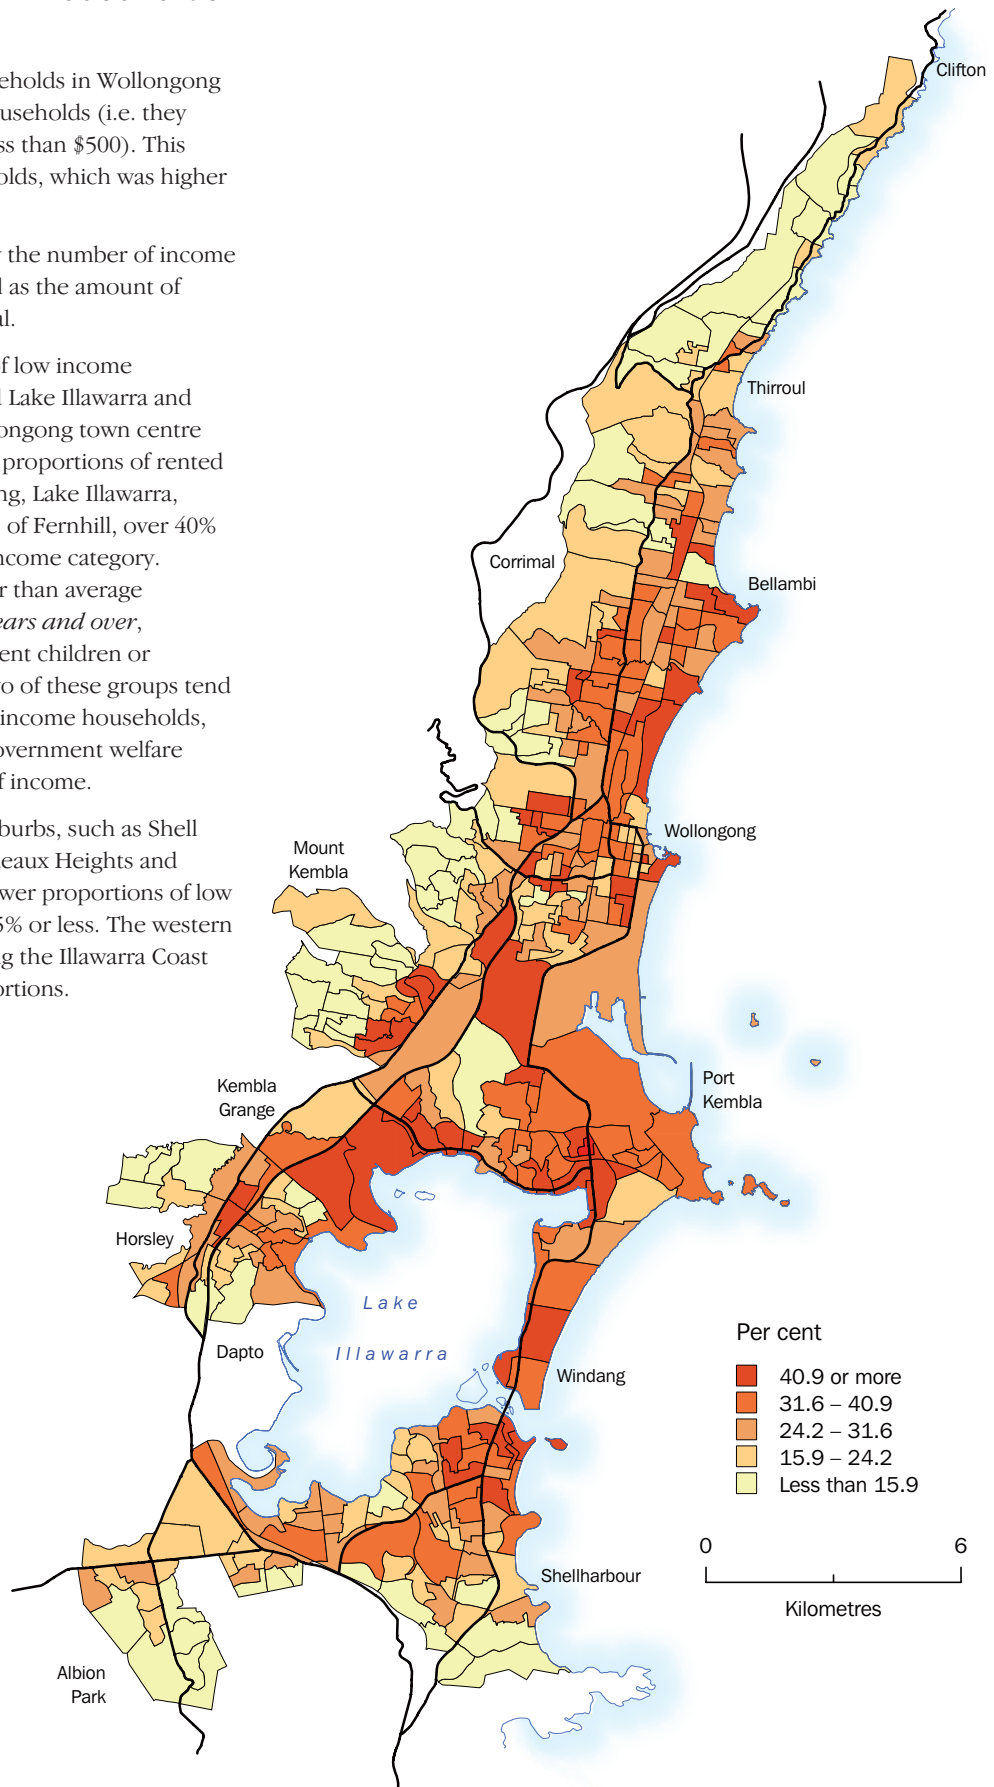 eholds in Wollongong
useholds (i.e. they
ss than $500). This
olds, which was higher
the number of income
as the amount of
al.
of low income
Lake Illawarra and
ongong town centre
proportions of rented
ng, Lake Illawarra,
of Fernhill, over 40%
ncome category.
r than average
ears and over,
ent children or
vo of these groups tend
income households,
overnment welfare
f income.
burbs, such as Shell
leaux Heights and
wer proportions of low
5% or less. The western
ng the Illawarra Coast
ortions.
Clifton
Thirroul
Corrimal
Bellambi
Wollongong
Mount
Kembla
Port
Kembla
Kembla
Grange
Horsley
Lake
Illawarra
Dapto
Windang
Shellharbour
Albion
Park
Per cent
40.9 or more
31.6 – 40.9
24.2 – 31.6
15.9 – 24.2
Less than 15.9
0 6
Kilometres